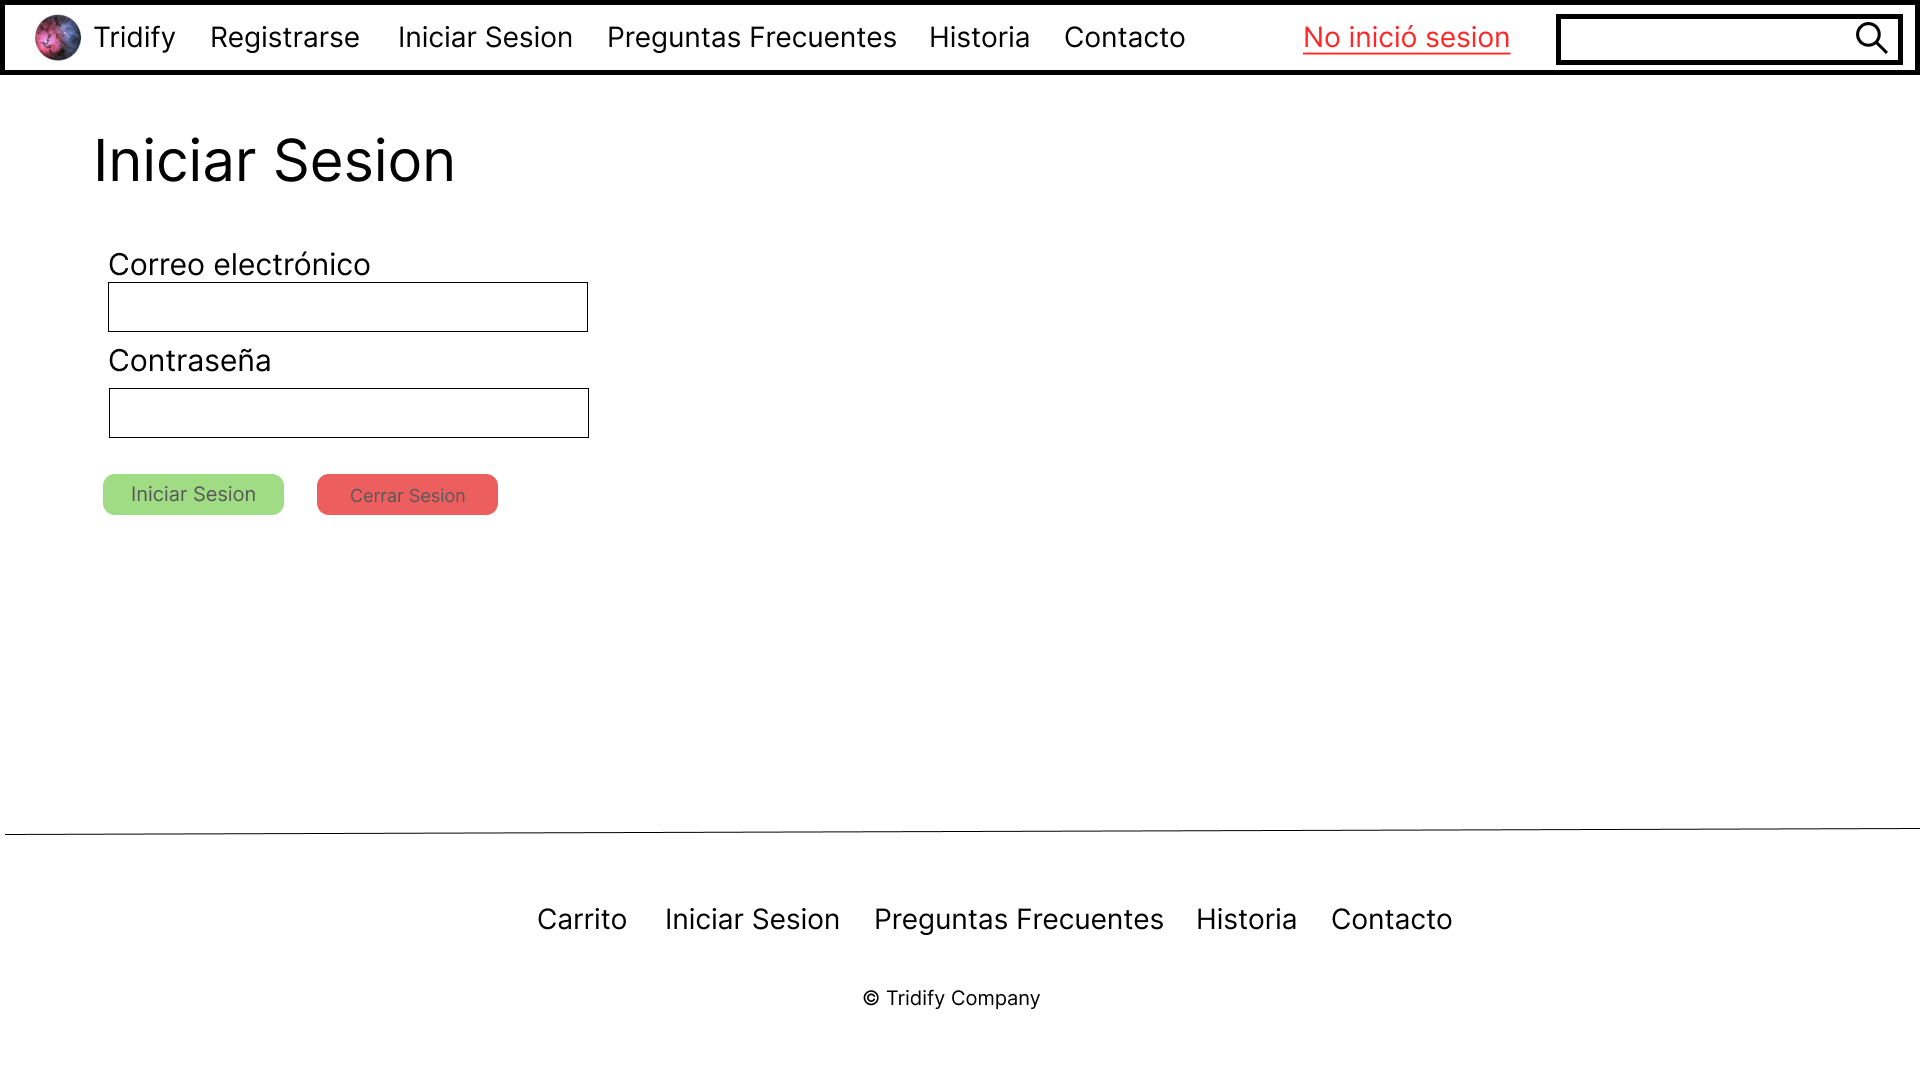 Tridify Registrarse Iniciar Sesion Preguntas Frecuentes Historia Contacto No inició sesion
Iniciar Sesion
Correo electrónico
Contraseña
Iniciar Sesion Cerrar Sesion
Carrito Iniciar Sesion Preguntas Frecuentes Historia Contacto
© Tridify Company